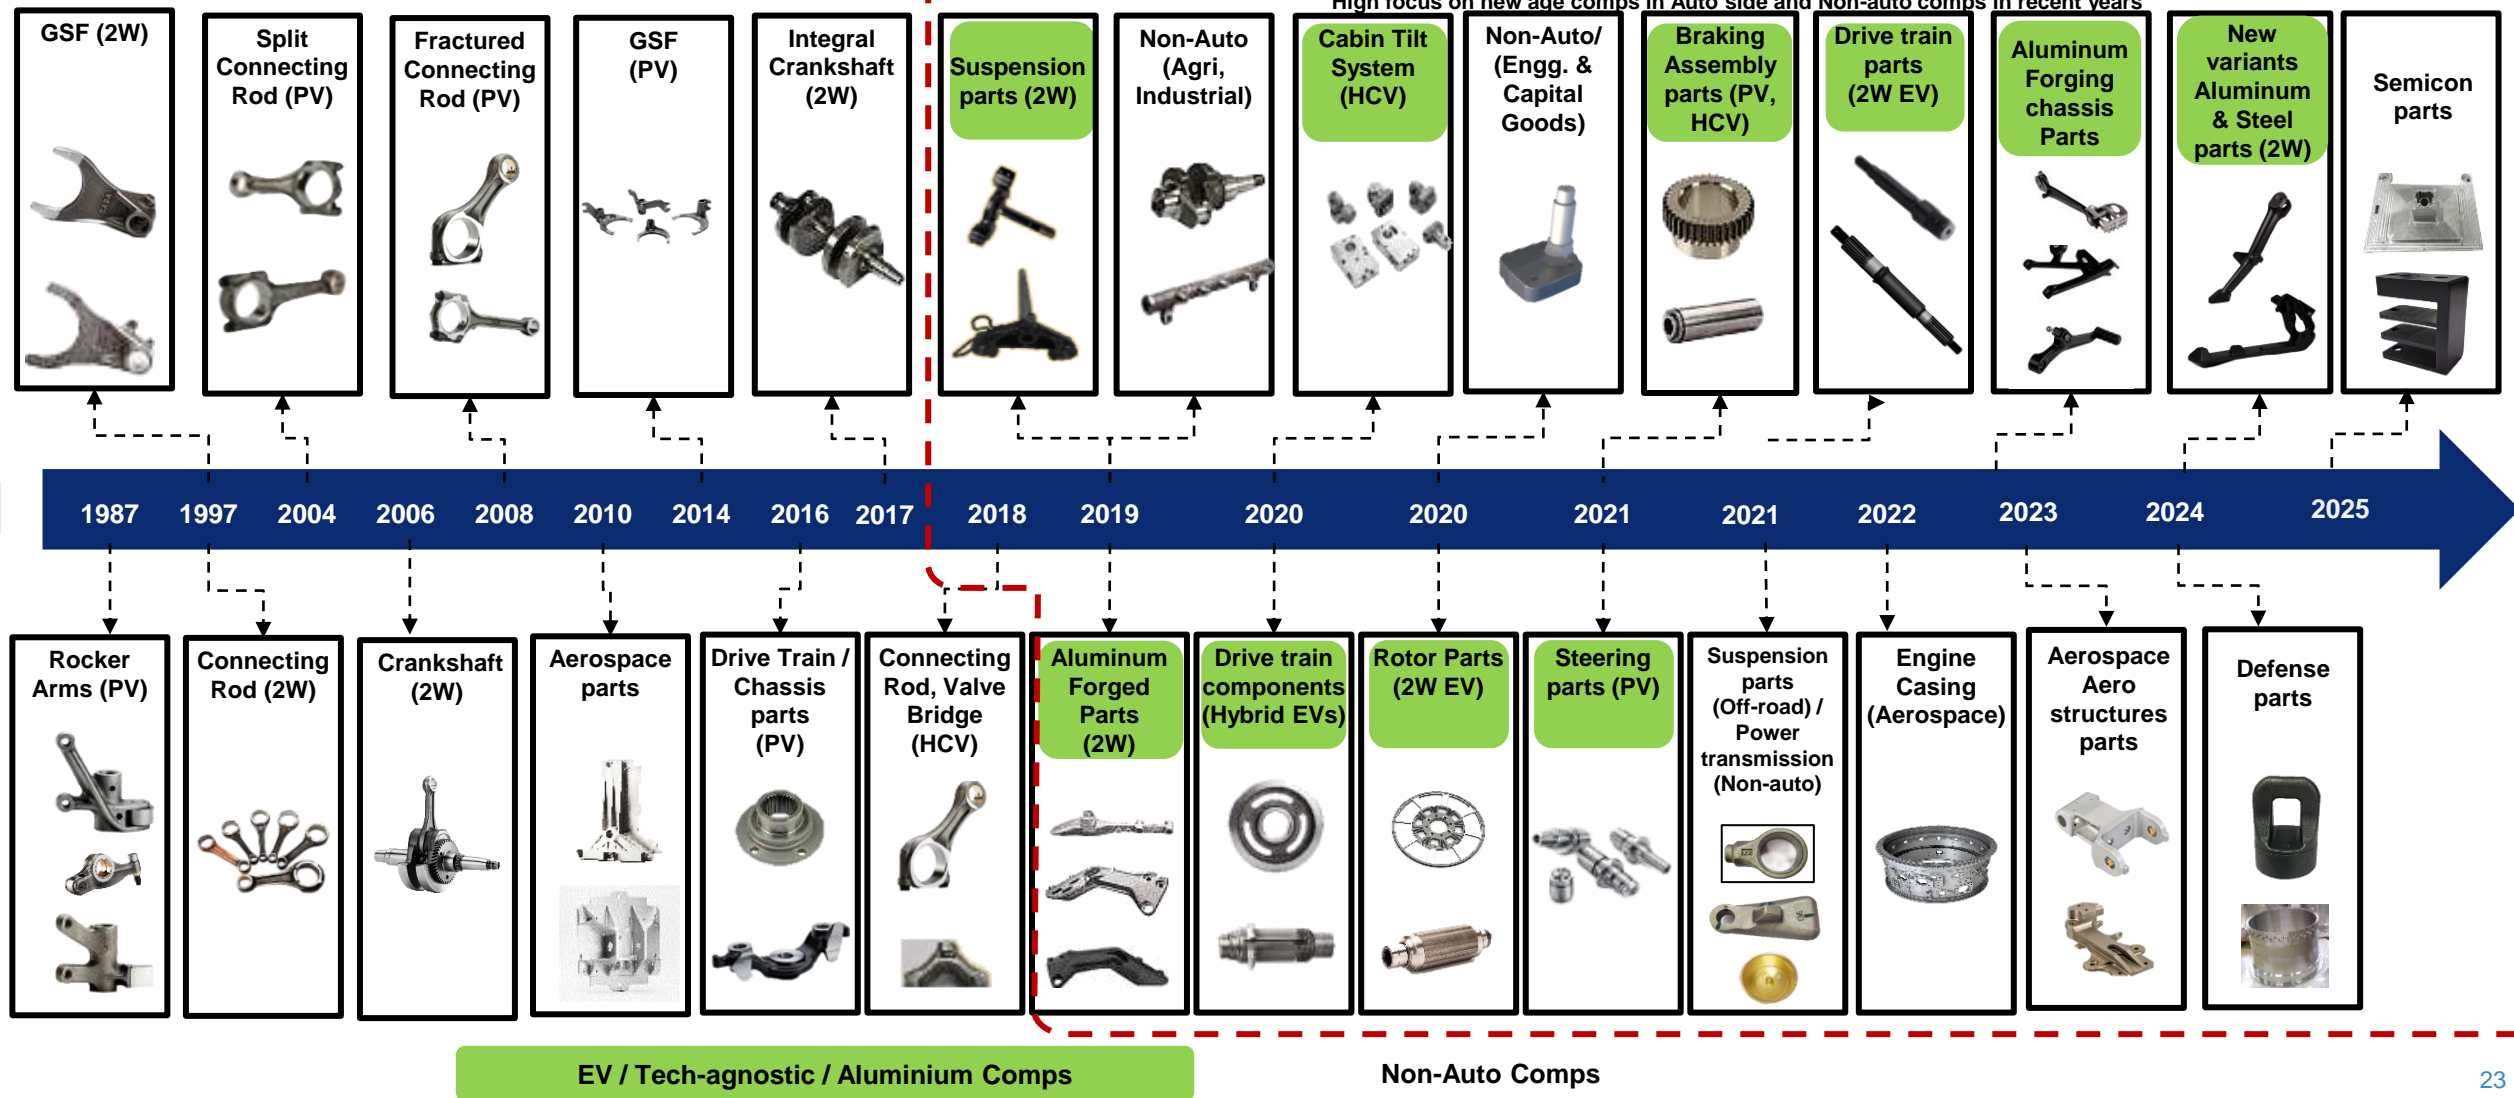 High focus on new age comps in Auto side and Non-auto comps in recent years
GSF (2W)
Split
Connecting
Rod (PV)
Fractured
Connecting
Rod (PV)
GSF
(PV)
Integral
Crankshaft
(2W)
Suspension
parts (2W)
Non-Auto
(Agri,
Industrial)
Cabin Tilt
System
(HCV)
Non-Auto/
(Engg. &
Capital
Goods)
Braking
Assembly
parts (PV,
HCV)
Drive train
parts
(2W EV)
Aluminum
Forging
chassis
Parts
New
variants
Aluminum
& Steel
parts (2W)
Semicon
parts
1987 1997 2004 2006 2008 2010 2014 2016 2017 2018 2019 2020 2020 2021 2021 2022 2023 2024 2025
Rocker
Arms (PV)
Connecting
Rod (2W)
Crankshaft
(2W)
Aerospace
parts
Drive Train /
Chassis
parts
(PV)
Connecting
Rod, Valve
Bridge
(HCV)
Aluminum
Forged
Parts
(2W)
Drive train
components
(Hybrid EVs)
Rotor Parts
(2W EV)
Steering
parts (PV)
Suspension
parts
(Off-road) /
Power
transmission
(Non-auto)
Engine
Casing
(Aerospace)
Aerospace
Aero
structures
parts
Defense
parts
EV / Tech-agnostic / Aluminium Comps
Non-Auto Comps
23